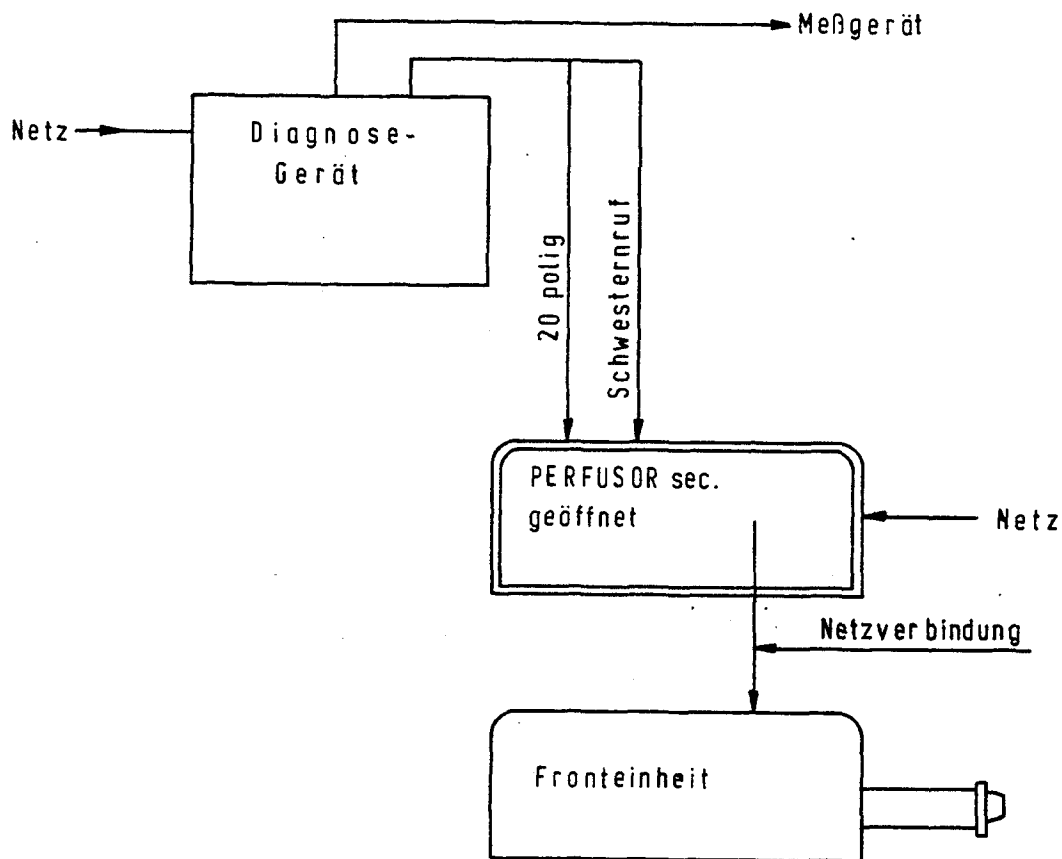 Meßgerät
Netz
Diagnose-
Gerät
20 polig
Schwesternruf
PERFUSOR sec.
geöffnet
Netz
Netzverbindung
Fronteinheit